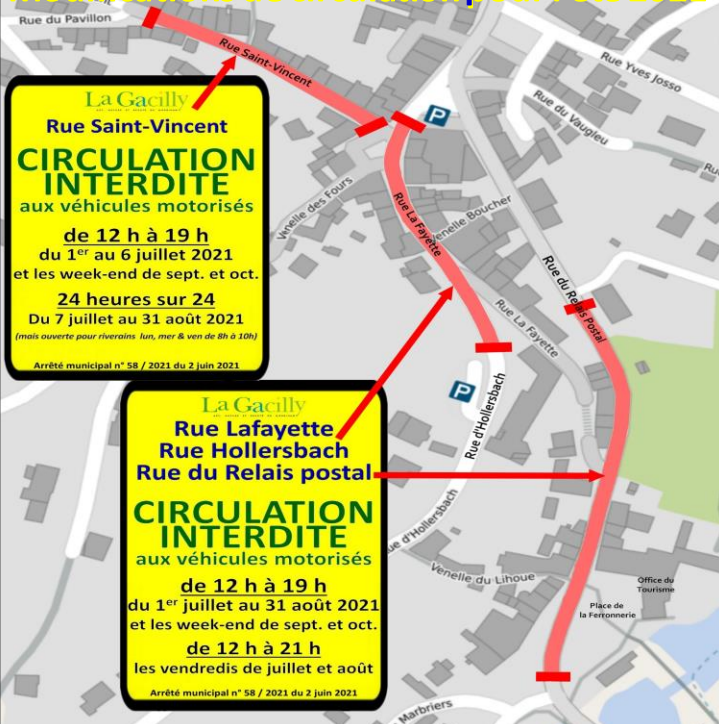 Rue du Pavillon
Rue Saint-Vincent
Rue Yves Josso
Rue du Vaugleu
P
La Gacilly
Rue Saint-Vincent
CIRCULATION
INTERDITE
aux véhicules motorisés
de 12 h à 19 h
du 1er au 6 juillet 2021
et les week-end de sept. et oct.
24 heures sur 24
Du 7 juillet au 31 août 2021
(mais ouverte pour riverains lun, mer & ven de 8h à 10h)
Arrêté municipal n° 58 / 2021 du 2 juin 2021
Venelle des Fours
Rue La Fayette
Venelle Boucher
Rue du Relais Postal
Rue La Fayette
P
Rue d'Hollersbach
La Gacilly
Rue Lafayette
Rue Hollersbach
Rue du Relais postal
CIRCULATION
INTERDITE
aux véhicules motorisés
de 12 h à 19 h
du 1er juillet au 31 août 2021
et les week-end de sept. et oct.
de 12 h à 21 h
les vendredis de juillet et août
Arrêté municipal n° 58 / 2021 du 2 juin 2021
ue d'Hollersbach
Venelle du Lihoue
Office du
Tourisme
Place de
la Ferronnerie
Marbriers